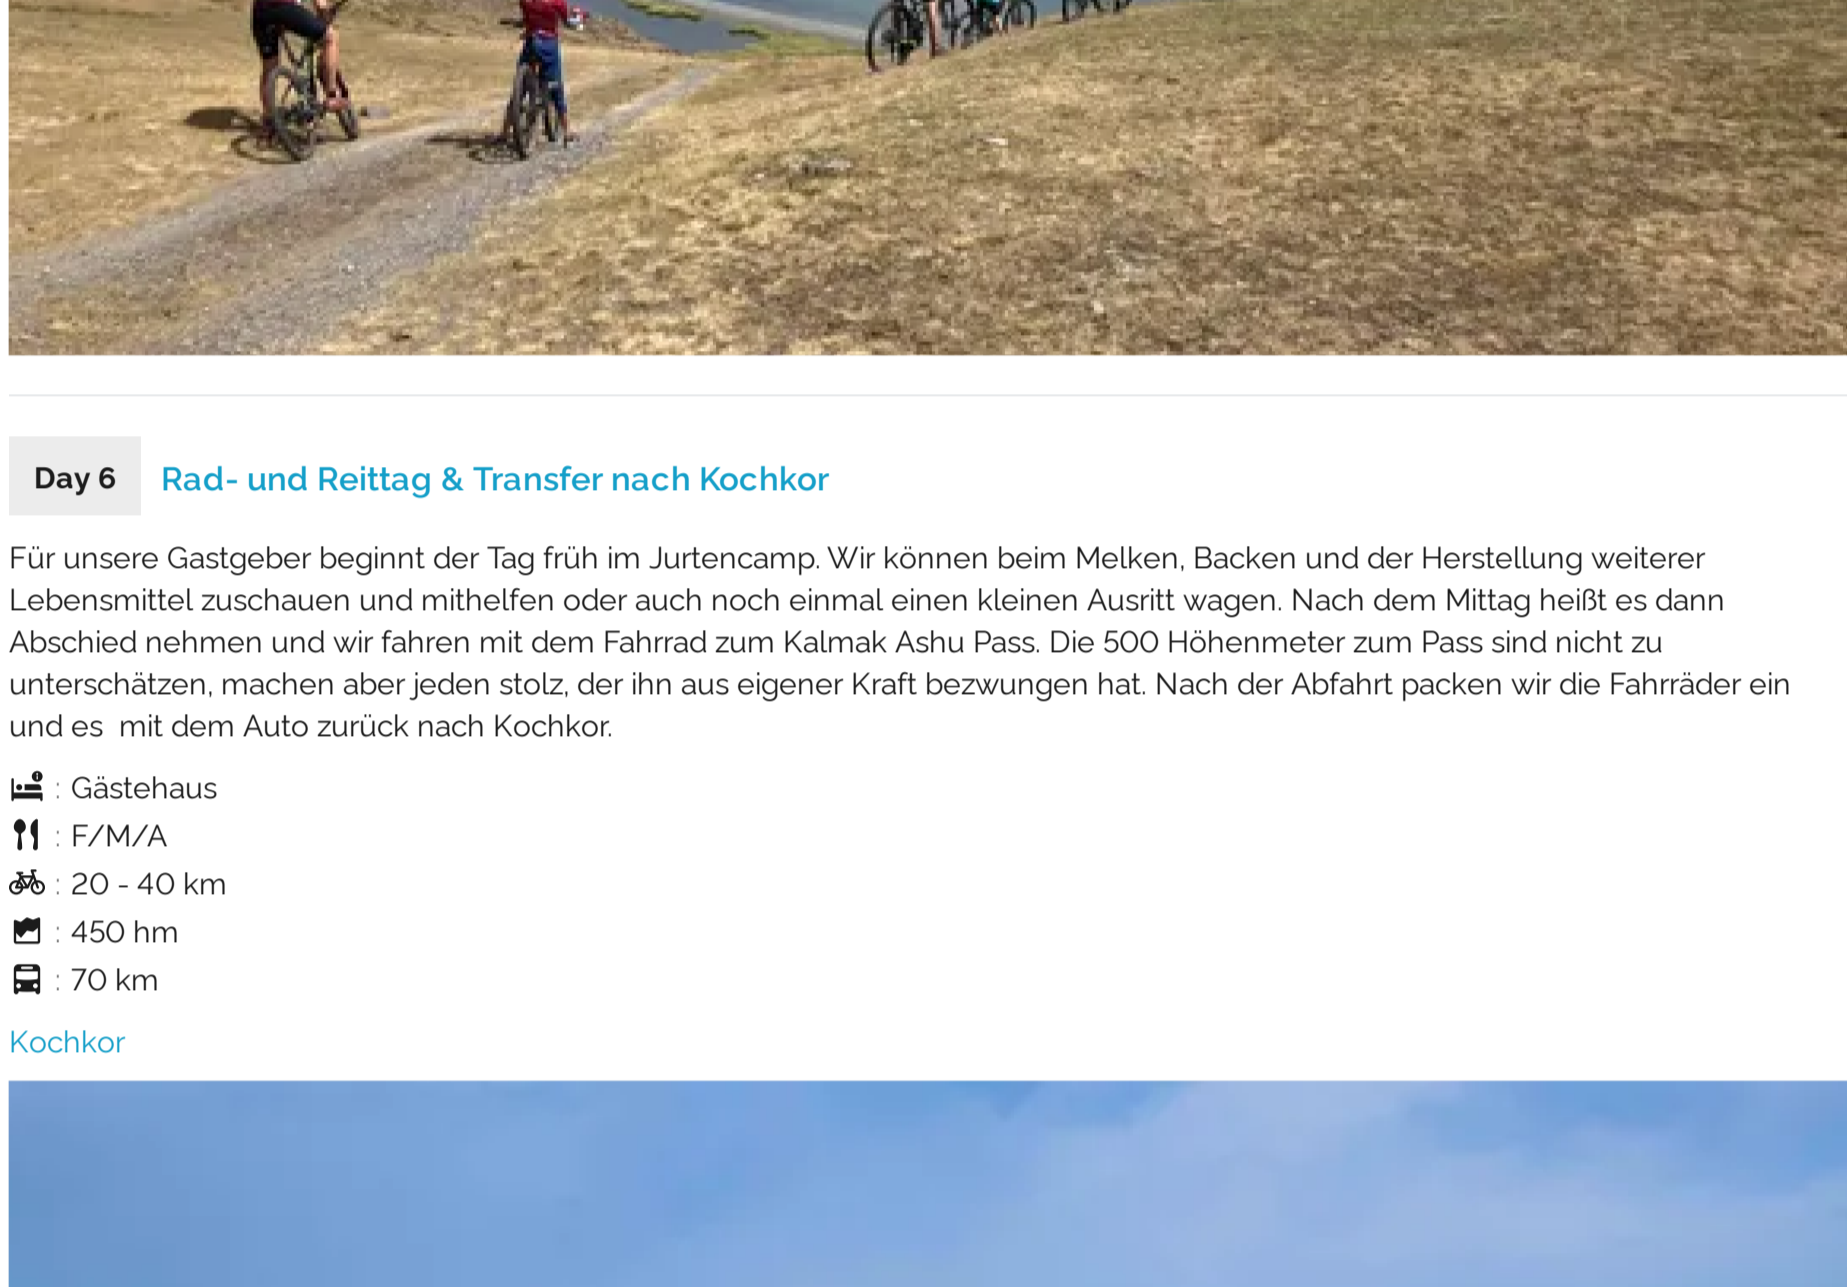 Day 6 Rad- und Reittag & Transfer nach Kochkor
Für unsere Gastgeber beginnt der Tag früh im Jurtencamp. Wir können beim Melken, Backen und der Herstellung weiterer
Lebensmittel zuschauen und mithelfen oder auch noch einmal einen kleinen Ausritt wagen. Nach dem Mittag heißt es dann
Abschied nehmen und wir fahren mit dem Fahrrad zum Kalmak Ashu Pass. Die 500 Höhenmeter zum Pass sind nicht zu
unterschätzen, machen aber jeden stolz, der ihn aus eigener Kraft bezwungen hat. Nach der Abfahrt packen wir die Fahrräder ein
und es  mit dem Auto zurück nach Kochkor.
: Gästehaus
: F/M/A
: 20 - 40 km
: 450 hm
: 70 km
Kochkor